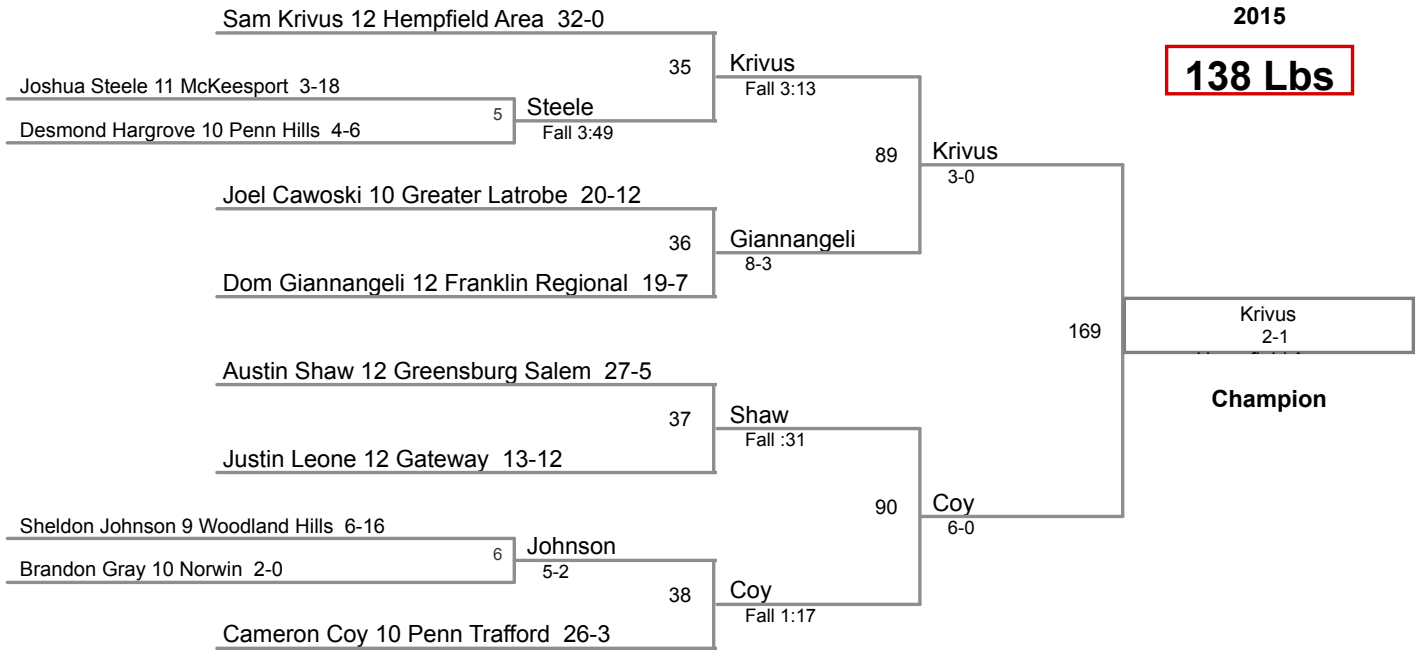 Sam Krivus 12 Hempfield Area 32-0
2015
138 Lbs
35
Krivus
Fall 3:13
Joshua Steele 11 McKeesport 3-18
5
Steele
Fall 3:49
Desmond Hargrove 10 Penn Hills 4-6
89
Krivus
3-0
Joel Cawoski 10 Greater Latrobe 20-12
36
Giannangeli
8-3
Dom Giannangeli 12 Franklin Regional 19-7
169
Krivus
2-1
Champion
Austin Shaw 12 Greensburg Salem 27-5
37
Shaw
Fall :31
Justin Leone 12 Gateway 13-12
90
Coy
6-0
Sheldon Johnson 9 Woodland Hills 6-16
6
Johnson
5-2
Brandon Gray 10 Norwin 2-0
38
Coy
Fall 1:17
Cameron Coy 10 Penn Trafford 26-3